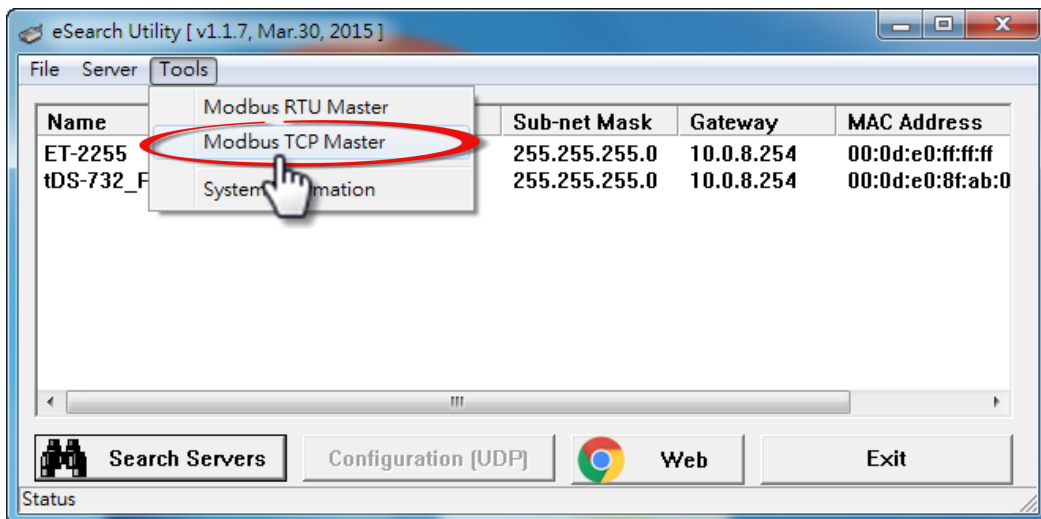 eSearch Utility [ v1.1.7, Mar.30, 2015 ]
File Server Tools
Modbus RTU Master
Modbus TCP Master
System
mation
Name Sub-net Mask Gateway MAC Address
ET-2255 255.255.255.0 10.0.8.254 00:0d:e0:ff:ff:ff
tDS-732_F 255.255.255.0 10.0.8.254 00:0d:e0:8f:ab:0
Search Servers Configuration (UDP) Web Exit
Status